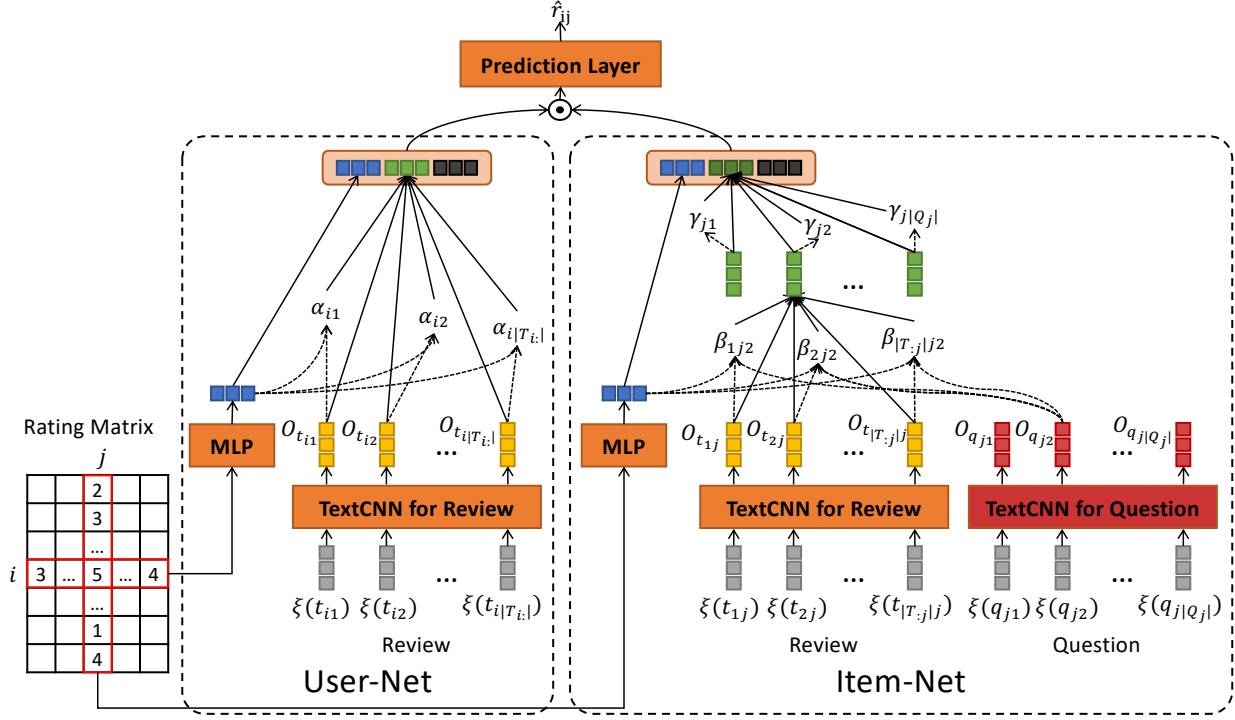 r̂ij
Prediction Layer
γj1 γj2 γj|Qj|
...
αi1 αi2 αi|Ti:|
β1j2 β2j2 β|T:j|j2
Rating Matrix
j
MLP Oti1 Oti2 ... Oti|Ti:|
MLP Ot1j Ot2j ... Ot|T:j|j Oqj1 Oqj2 ... Oqj|Qj|
TextCNN for Review
TextCNN for Review
TextCNN for Question
2
3
...
i 3 ... 5 ... 4
...
1
4
... ... ...
ξ(ti1) ξ(ti2) ξ(ti|Ti:|)
ξ(t1j) ξ(t2j) ξ(t|T:j|j) ξ(qj1) ξ(qj2) ξ(qj|Qj|)
Review
Review
Question
User-Net
Item-Net